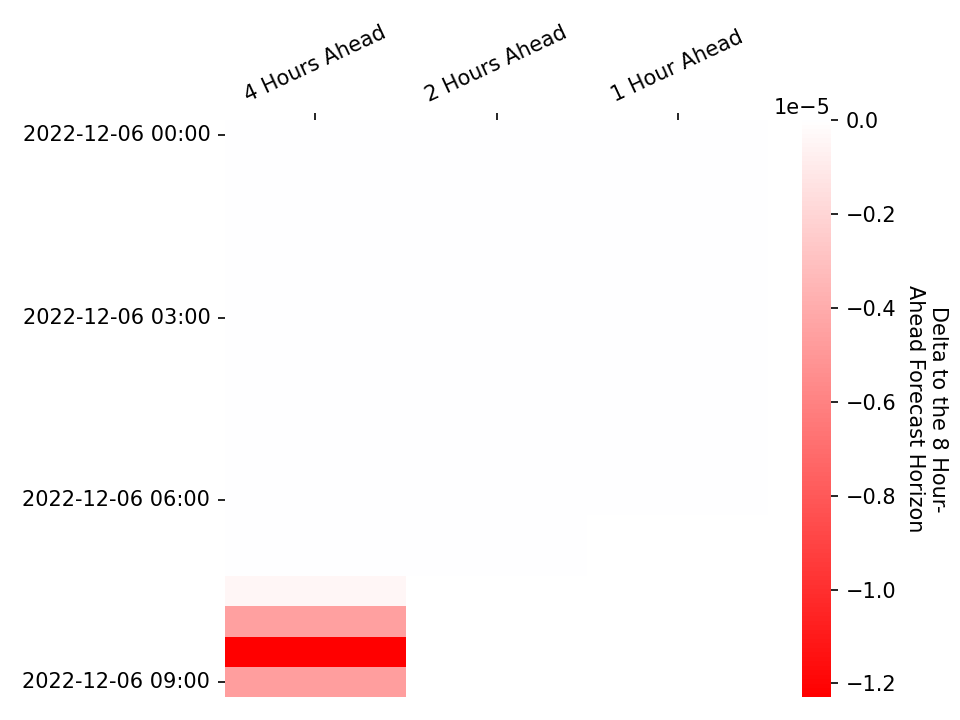 4 Hours Ahead
2 Hours Ahead
1 Hour Ahead
2022-12-06 00:00
2022-12-06 03:00
2022-12-06 06:00
2022-12-06 09:00
1e−5
0.0
−0.2
−0.4
−0.6
−0.8
−1.0
−1.2
Delta to the 8 Hour-
Ahead Forecast Horizon